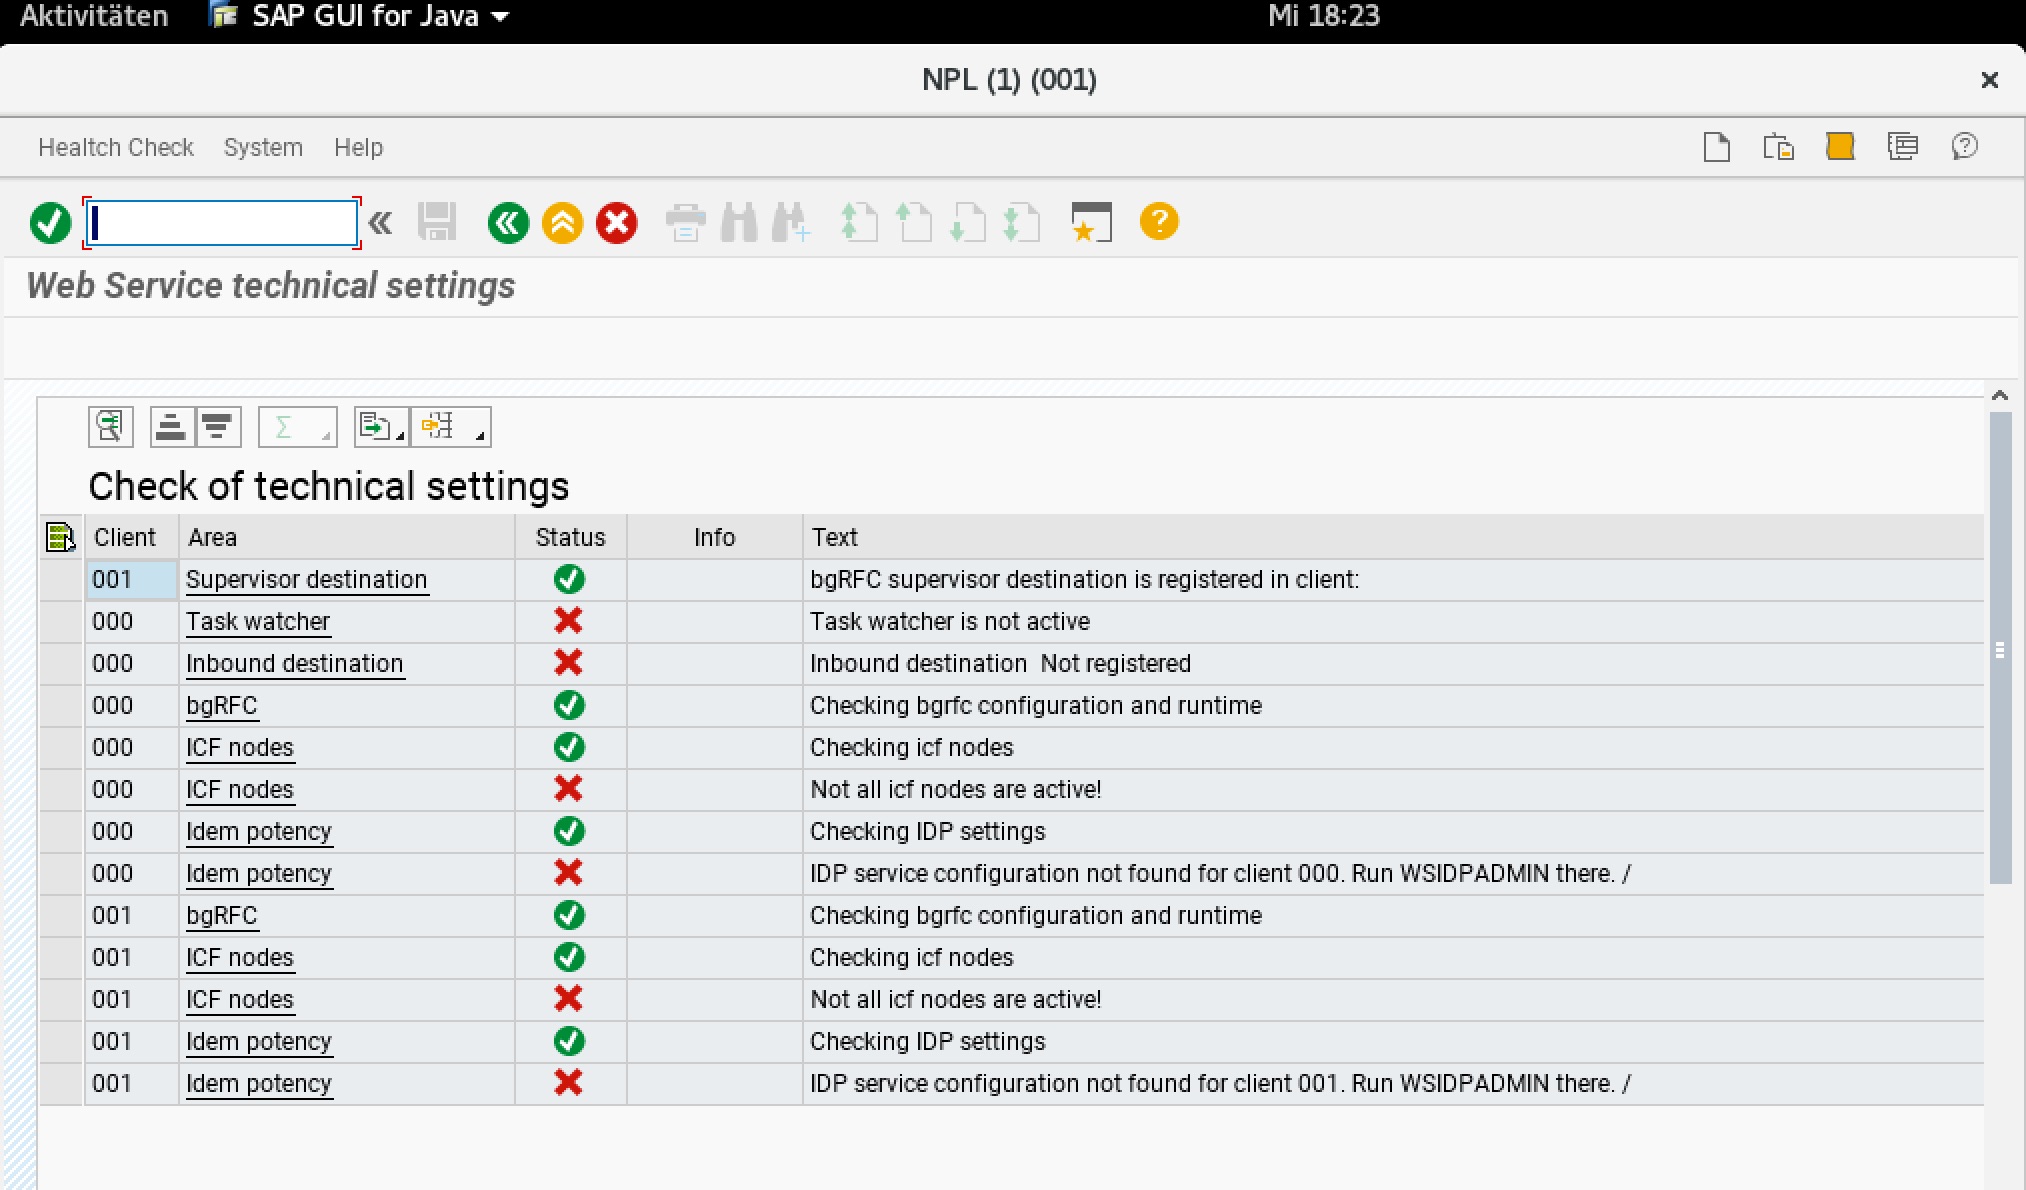 Aktivitäten SAP GUI for Java Mi 18:23
NPL (1) (001)
Healtch Check System Help
Web Service technical settings
Check of technical settings
Client Area Status Info Text
001 Supervisor destination bgRFC supervisor destination is registered in client:
000 Task watcher Task watcher is not active
000 Inbound destination Inbound destination  Not registered
000 bgRFC Checking bgrfc configuration and runtime
000 ICF nodes Checking icf nodes
000 ICF nodes Not all icf nodes are active!
000 Idem potency Checking IDP settings
000 Idem potency IDP service configuration not found for client 000. Run WSIDPADMIN there. /
001 bgRFC Checking bgrfc configuration and runtime
001 ICF nodes Checking icf nodes
001 ICF nodes Not all icf nodes are active!
001 Idem potency Checking IDP settings
001 Idem potency IDP service configuration not found for client 001. Run WSIDPADMIN there. /